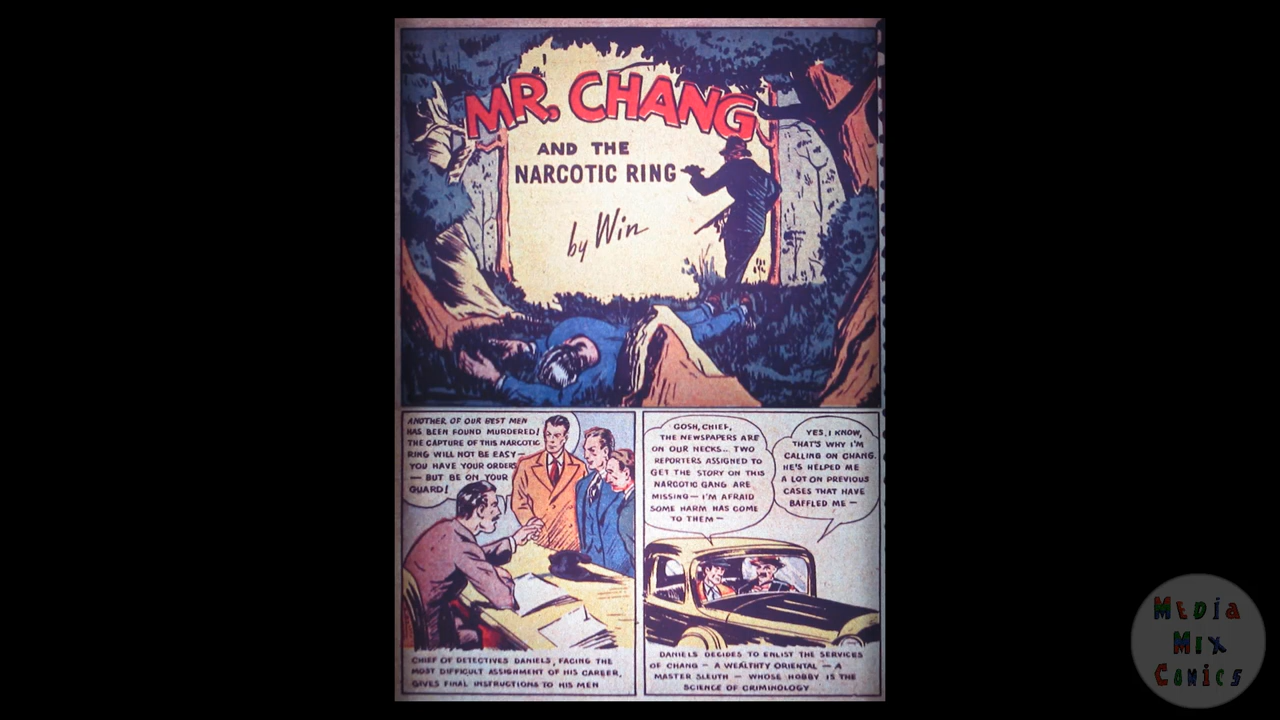 MR. CHANG
AND THE
NARCOTIC RING
by Win
ANOTHER OF OUR BEST MEN
HAS BEEN FOUND MURDERED!
THE CAPTURE OF THIS NARCOTIC
RING WILL NOT BE EASY—
YOU HAVE YOUR ORDERS
— BUT BE ON YOUR
GUARD!
CHIEF OF DETECTIVES DANIELS, FACING THE
MOST DIFFICULT ASSIGNMENT OF HIS CAREER,
GIVES FINAL INSTRUCTIONS TO HIS MEN
GOSH, CHIEF,
THE NEWSPAPERS ARE
ON OUR NECKS... TWO
REPORTERS ASSIGNED TO
GET THE STORY ON THIS
NARCOTIC GANG ARE
MISSING— I'M AFRAID
SOME HARM HAS COME
TO THEM—
YES, I KNOW,
THAT'S WHY I'M
CALLING ON CHANG.
HE'S HELPED ME
A LOT ON PREVIOUS
CASES THAT HAVE
BAFFLED ME —
DANIELS DECIDES TO ENLIST THE SERVICES
OF CHANG — A WEALTHTY ORIENTAL — A
MASTER SLEUTH — WHOSE HOBBY IS THE
SCIENCE OF CRIMINOLOGY
MEDiA
MiX
COMiCS